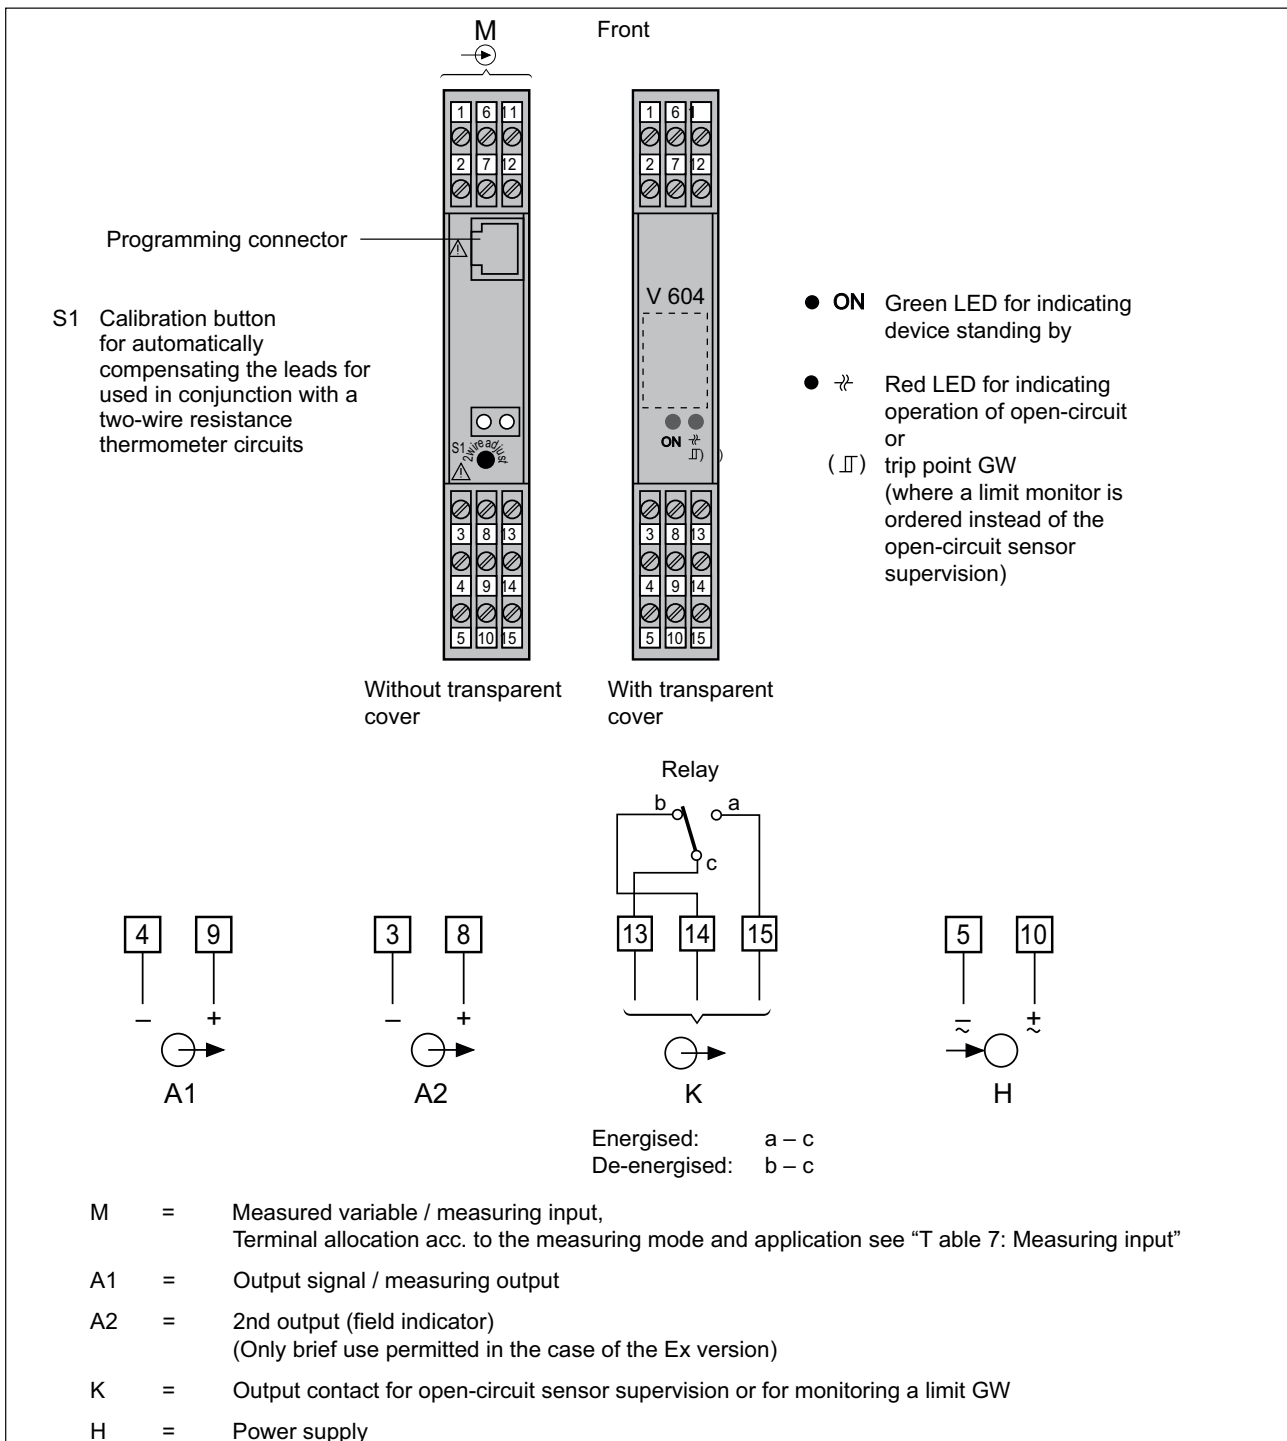 M Front
1 6 11
2 7 12
1 6 1
2 7 12
Programming connector
S1 Calibration button
for automatically
compensating the leads for
used in conjunction with a
two-wire resistance
thermometer circuits
S1 2wire adjust
V 604
ON
ON Green LED for indicating
device standing by
Red LED for indicating
operation of open-circuit
or
( ) trip point GW
(where a limit monitor is
ordered instead of the
open-circuit sensor
supervision)
3 8 13
4 9 14
5 10 15
3 8 13
4 9 14
5 10 15
Without transparent
cover
With transparent
cover
Relay
b a
c
4 9
– +
A1
3 8
– +
A2
13 14 15
K
5 10
– +
~ ~
H
Energised: a – c
De-energised: b – c
M = Measured variable / measuring input,
Terminal allocation acc. to the measuring mode and application see “T able 7: Measuring input”
A1 = Output signal / measuring output
A2 = 2nd output (field indicator)
(Only brief use permitted in the case of the Ex version)
K = Output contact for open-circuit sensor supervision or for monitoring a limit GW
H = Power supply